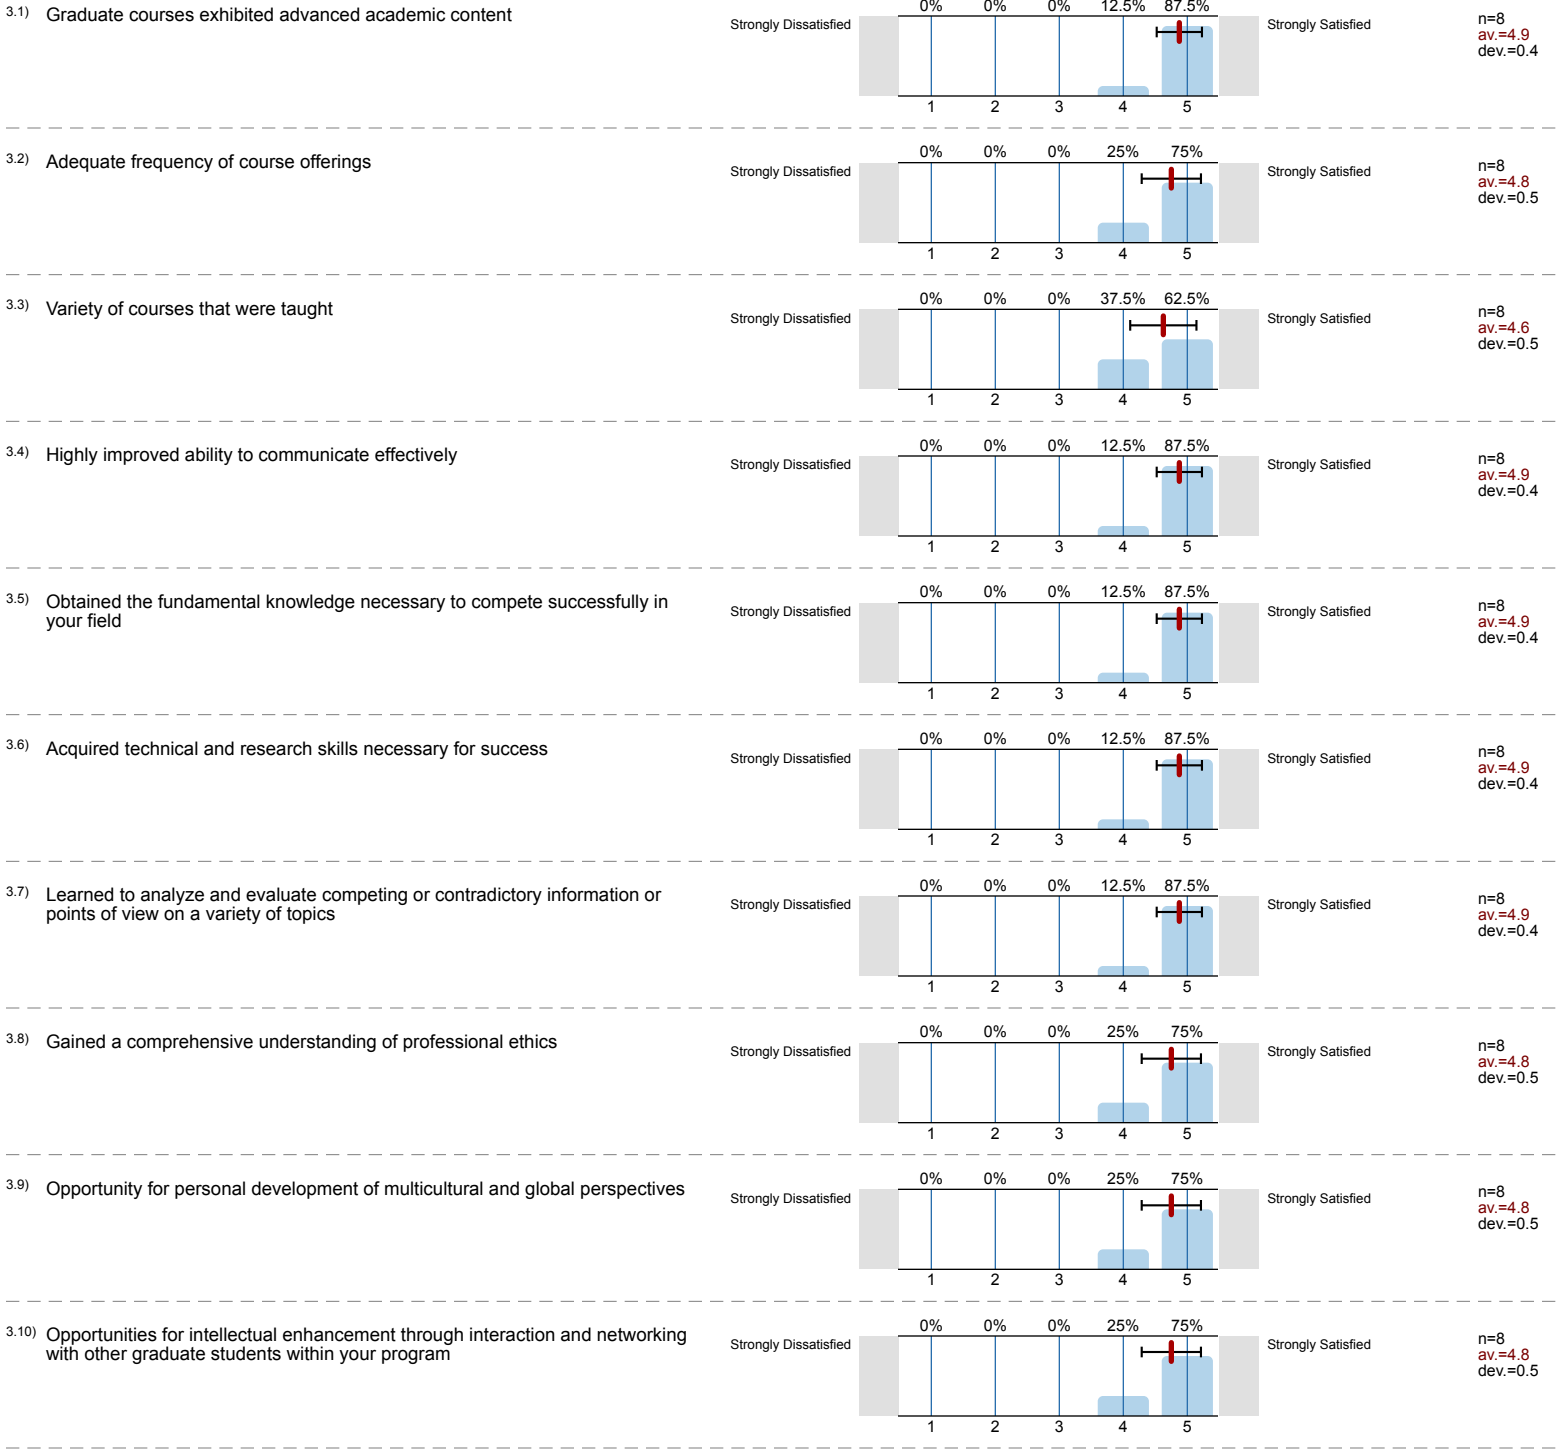 3.1) Graduate courses exhibited advanced academic content
Strongly Dissatisfied
0% 0% 0% 12.5% 87.5%
1 2 3 4 5
Strongly Satisfied
n=8
av.=4.9
dev.=0.4
3.2) Adequate frequency of course offerings
Strongly Dissatisfied
0% 0% 0% 25% 75%
1 2 3 4 5
Strongly Satisfied
n=8
av.=4.8
dev.=0.5
3.3) Variety of courses that were taught
Strongly Dissatisfied
0% 0% 0% 37.5% 62.5%
1 2 3 4 5
Strongly Satisfied
n=8
av.=4.6
dev.=0.5
3.4) Highly improved ability to communicate effectively
Strongly Dissatisfied
0% 0% 0% 12.5% 87.5%
1 2 3 4 5
Strongly Satisfied
n=8
av.=4.9
dev.=0.4
3.5) Obtained the fundamental knowledge necessary to compete successfully in
your field
Strongly Dissatisfied
0% 0% 0% 12.5% 87.5%
1 2 3 4 5
Strongly Satisfied
n=8
av.=4.9
dev.=0.4
3.6) Acquired technical and research skills necessary for success
Strongly Dissatisfied
0% 0% 0% 12.5% 87.5%
1 2 3 4 5
Strongly Satisfied
n=8
av.=4.9
dev.=0.4
3.7) Learned to analyze and evaluate competing or contradictory information or
points of view on a variety of topics
Strongly Dissatisfied
0% 0% 0% 12.5% 87.5%
1 2 3 4 5
Strongly Satisfied
n=8
av.=4.9
dev.=0.4
3.8) Gained a comprehensive understanding of professional ethics
Strongly Dissatisfied
0% 0% 0% 25% 75%
1 2 3 4 5
Strongly Satisfied
n=8
av.=4.8
dev.=0.5
3.9) Opportunity for personal development of multicultural and global perspectives
Strongly Dissatisfied
0% 0% 0% 25% 75%
1 2 3 4 5
Strongly Satisfied
n=8
av.=4.8
dev.=0.5
3.10) Opportunities for intellectual enhancement through interaction and networking
with other graduate students within your program
Strongly Dissatisfied
0% 0% 0% 25% 75%
1 2 3 4 5
Strongly Satisfied
n=8
av.=4.8
dev.=0.5